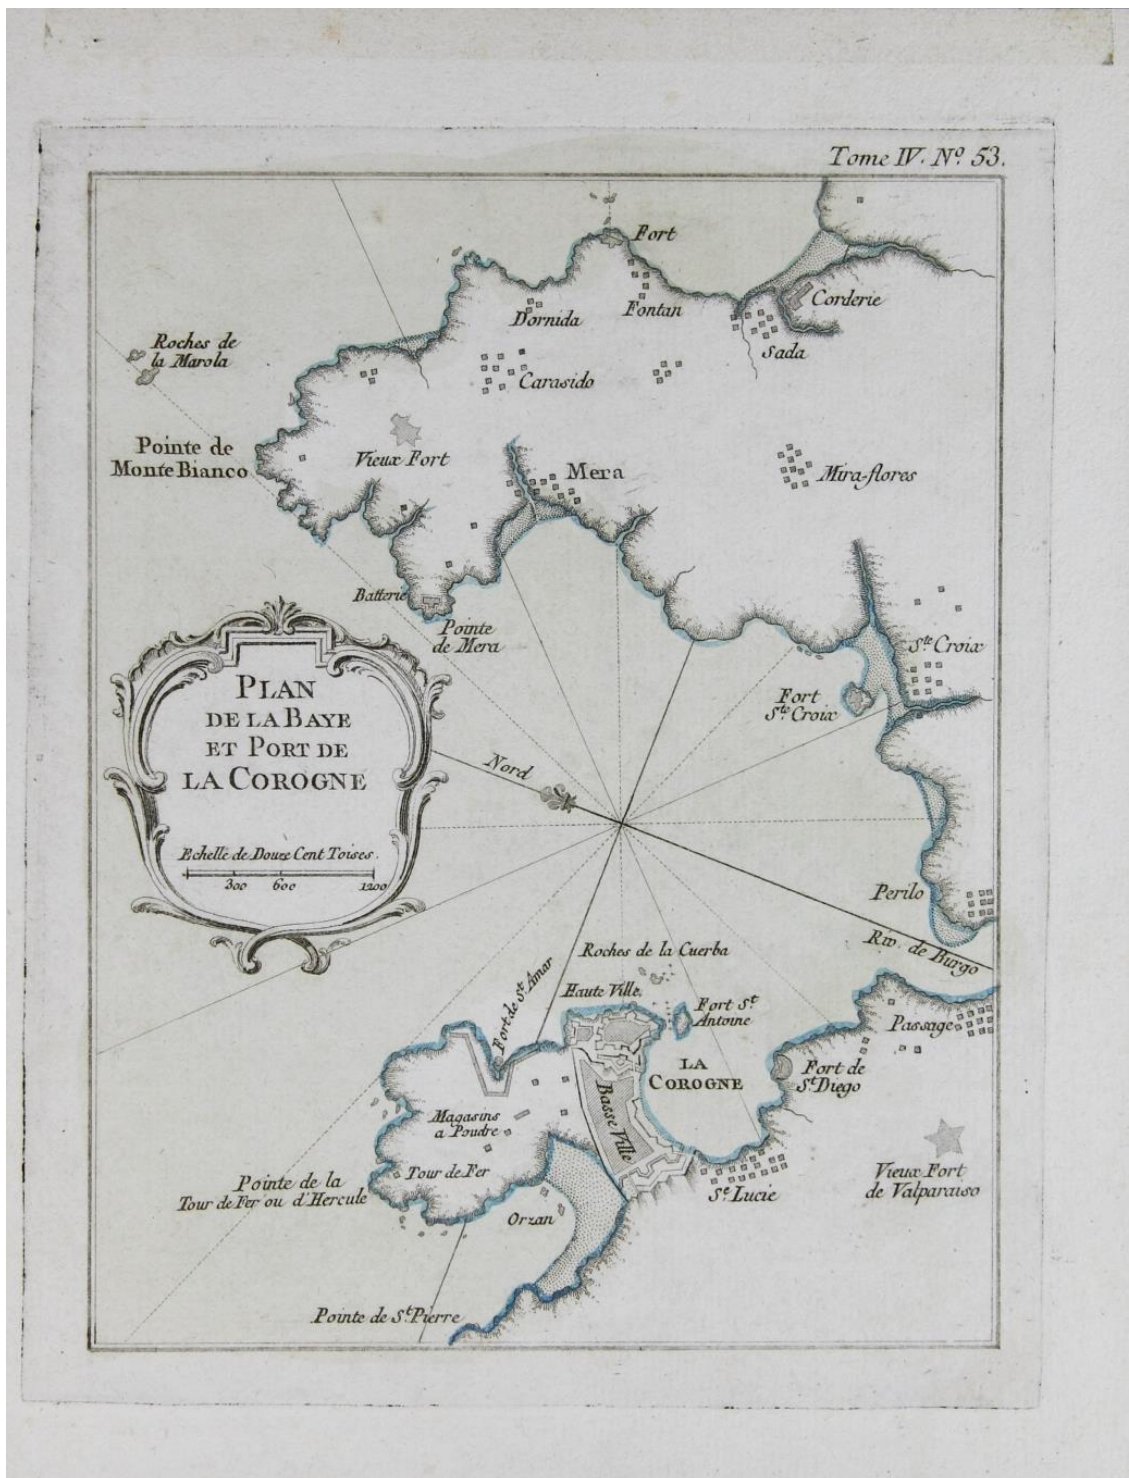 Tome IV. Nº. 53.
Fort
Corderie
Dornida
Fontan
Sada
Roches de
la Marola
Carasido
Pointe de
Monte Bianco
Vieux Fort
Mera
Mira-flores
Batterie
Pointe
de Mera
Ste. Croix
Fort
Ste. Croix
PLAN
DE LA BAYE
ET PORT DE
LA COROGNE
Echelle de Douze Cent Toises.
300 600 1200
Nord
Perilo
Riv. de Burgo
Roches de la Cuerba
Fort de St. Amar
Haute Ville.
Fort St.
Antoine
Passage
LA
COROGNE
Fort de
St. Diego
Basse Ville
Magasins
a Poudre
Tour de Fer
Pointe de la
Tour de Fer ou d'Hercule
Orzan
Ste. Lucie
Vieux Fort
de Valparaiso
Pointe de St. Pierre